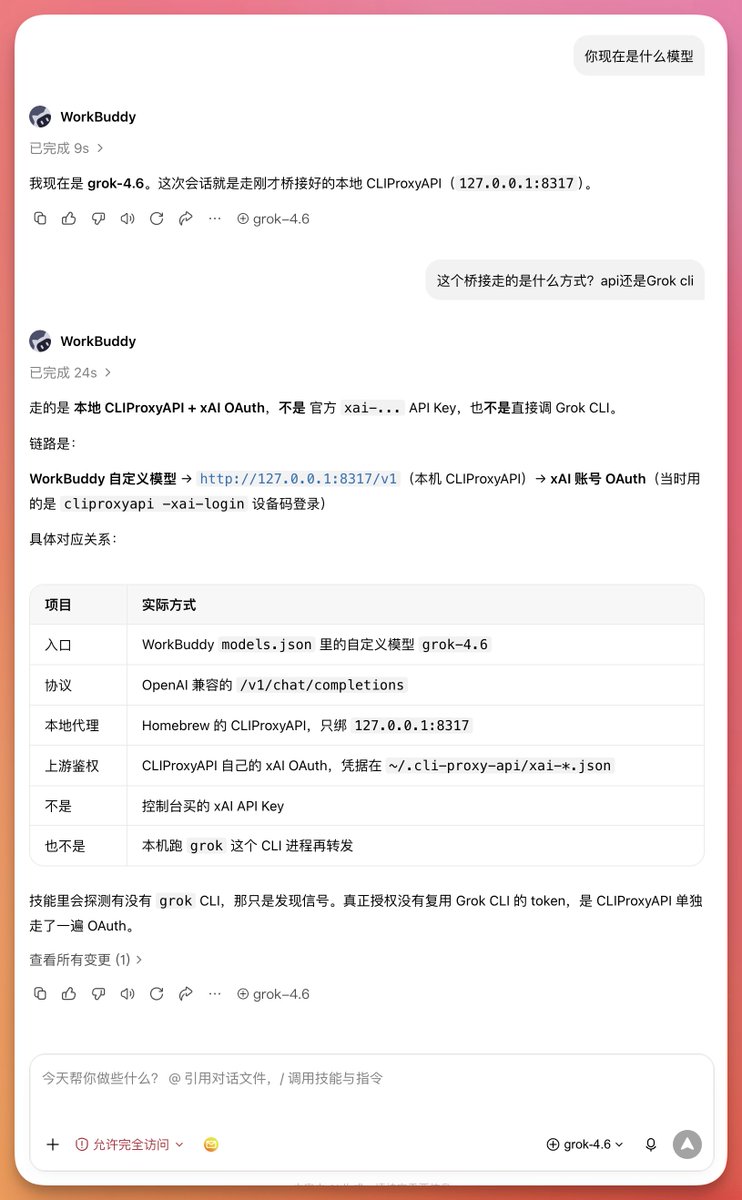 你现在是什么模型
WorkBuddy
已完成 9s >
我现在是 grok-4.6。这次会话就是走刚才桥接好的本地 CLIProxyAPI（127.0.0.1:8317）。
grok-4.6
这个桥接走的是什么方式？api还是Grok cli
WorkBuddy
已完成 24s >
走的是 本地 CLIProxyAPI + xAI OAuth，不是 官方 xai-... API Key，也不是直接调 Grok CLI。
链路是：
WorkBuddy 自定义模型 → http://127.0.0.1:8317/v1（本机 CLIProxyAPI）→ xAI 账号 OAuth（当时用
的是 cliproxyapi -xai-login 设备码登录）
具体对应关系：
项目 实际方式
入口 WorkBuddy models.json 里的自定义模型 grok-4.6
协议 OpenAI 兼容的 /v1/chat/completions
本地代理 Homebrew 的 CLIProxyAPI，只绑 127.0.0.1:8317
上游鉴权 CLIProxyAPI 自己的 xAI OAuth，凭据在 ~/.cli-proxy-api/xai-*.json
不是 控制台买的 xAI API Key
也不是 本机跑 grok 这个 CLI 进程再转发
技能里会探测有没有 grok CLI，那只是发现信号。真正授权没有复用 Grok CLI 的 token，是 CLIProxyAPI 单独
走了一遍 OAuth。
查看所有变更 (1) >
grok-4.6
今天帮你做些什么？ @ 引用对话文件，/ 调用技能与指令
允许完全访问
grok-4.6